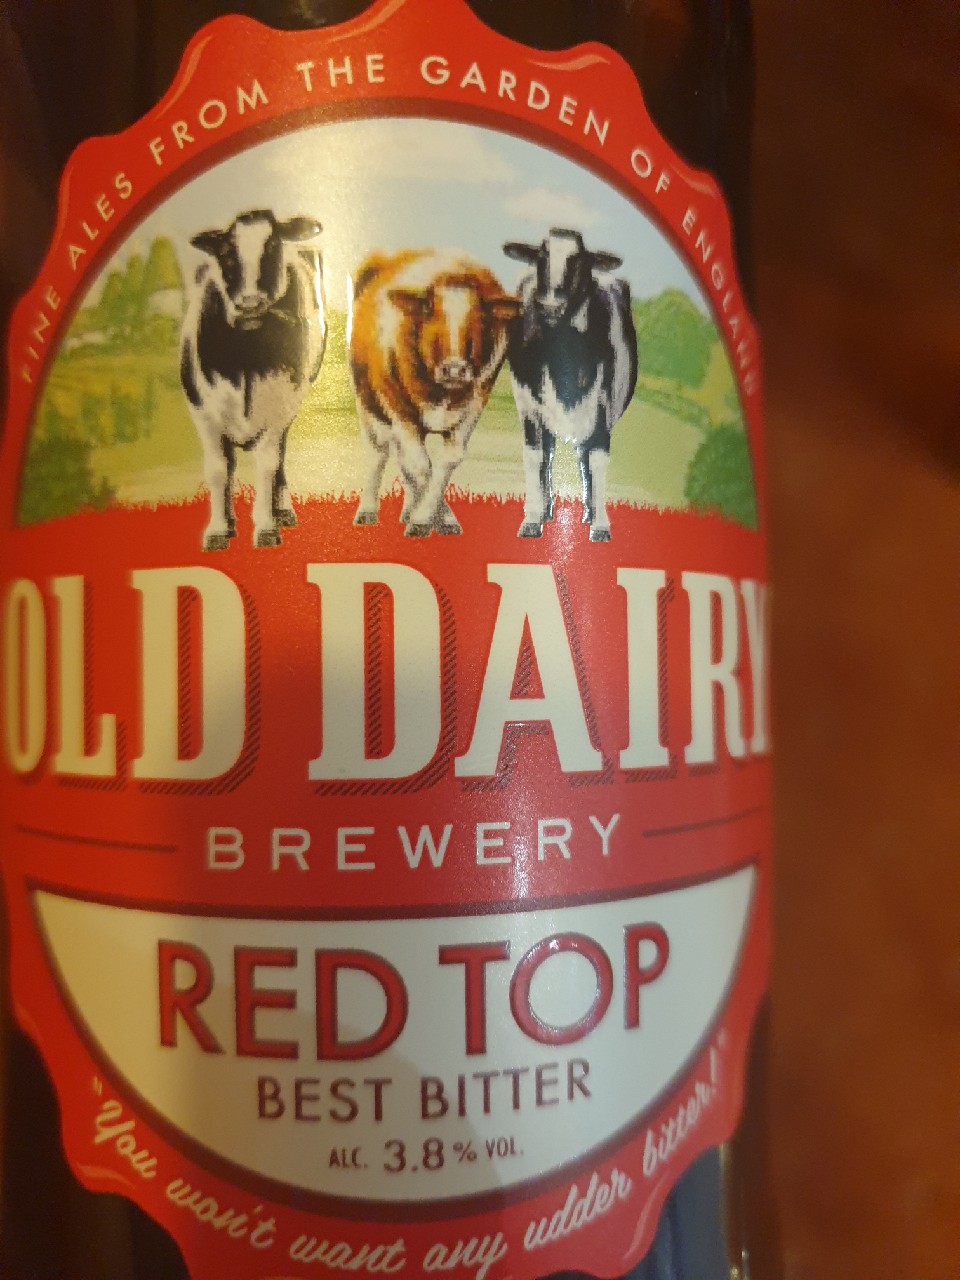 FINE ALES FROM THE GARDEN OF ENGLAND
OLD DAIRY
BREWERY
RED TOP
BEST BITTER
ALC. 3.8% VOL.
"You won't want any udder bitter!"